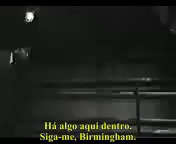 Há algo aqui dentro.
Siga-me, Birmingham.